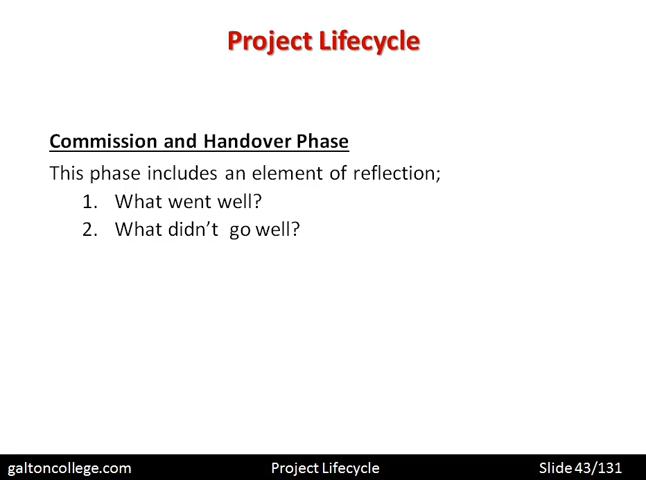 Project Lifecycle
Commission and Handover Phase
This phase includes an element of reflection;
1. What went well?
2. What didn't go well?
galtoncollege.com Project Lifecycle Slide 43/131